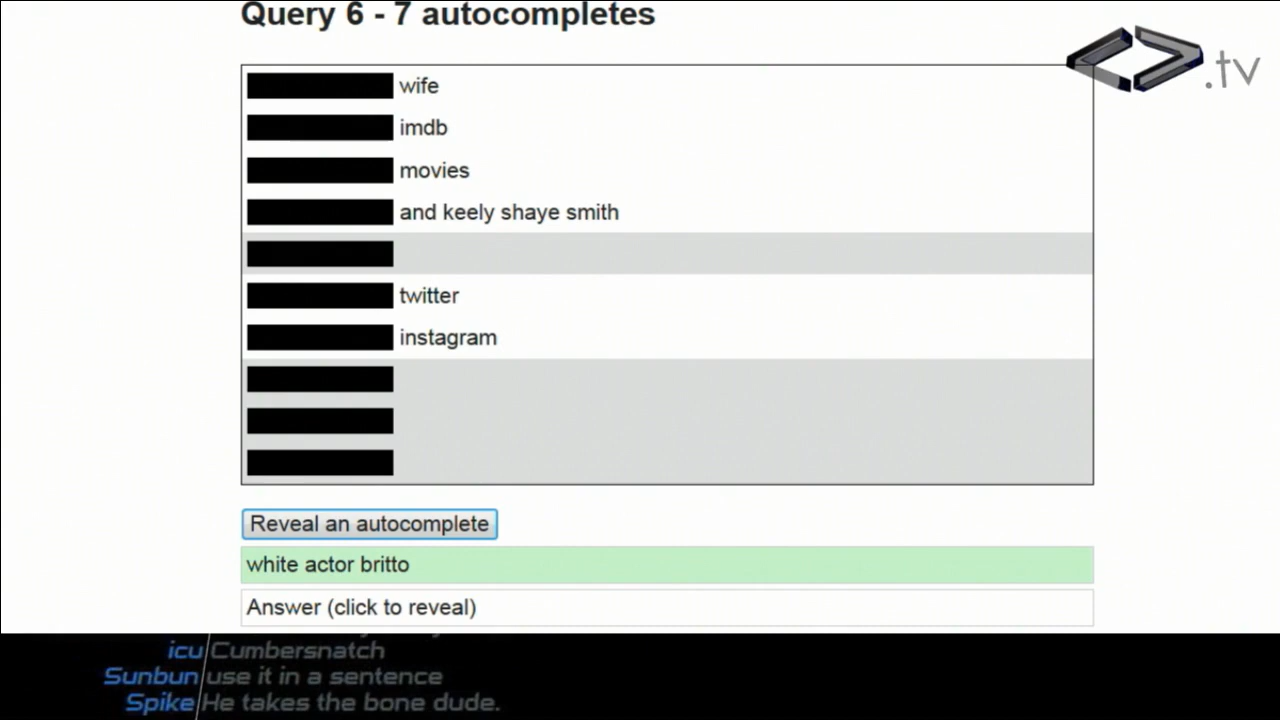 Query 6 - 7 autocompletes
.tv
wife
imdb
movies
and keely shaye smith
twitter
instagram
Reveal an autocomplete
white actor britto
Answer (click to reveal)
icu Cumbersnatch
Sunbun use it in a sentence
Spike He takes the bone dude.